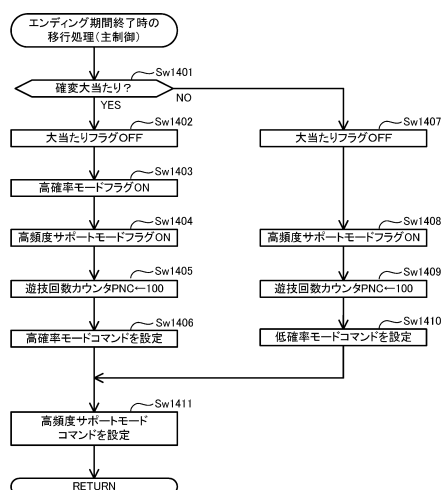 エンディング期間終了時の
移行処理(主制御)
Sw1401
確変大当たり?
YES
NO
Sw1402
大当たりフラグOFF
Sw1403
高確率モードフラグON
Sw1404
高頻度サポートモードフラグON
Sw1405
遊技回数カウンタPNC←100
Sw1406
高確率モードコマンドを設定
Sw1407
大当たりフラグOFF
Sw1408
高頻度サポートモードフラグON
Sw1409
遊技回数カウンタPNC←100
Sw1410
低確率モードコマンドを設定
Sw1411
高頻度サポートモード
コマンドを設定
RETURN